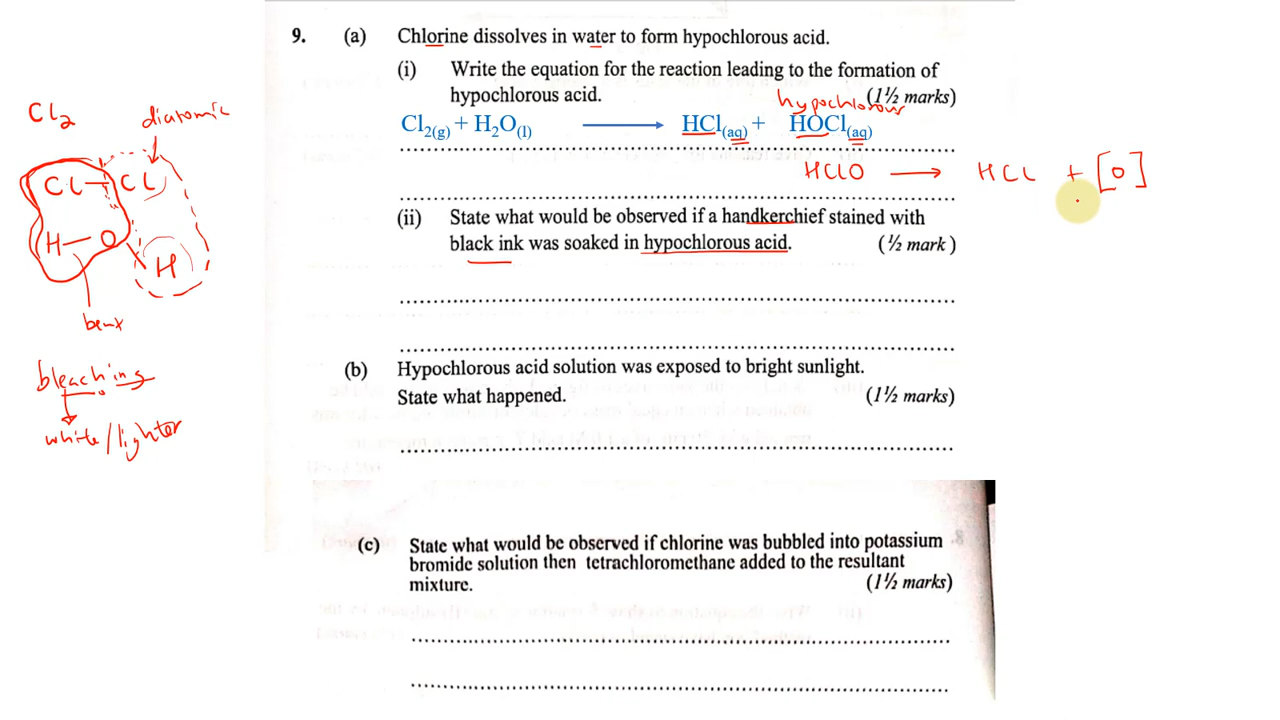 9. (a) Chlorine dissolves in water to form hypochlorous acid.
(i) Write the equation for the reaction leading to the formation of
hypochlorous acid. (1½ marks)
hypochlorous
Cl₂(g) + H₂O(l) ⟶ HCl(aq) + HOCl(aq)
HClO ⟶ HCl + [O]
(ii) State what would be observed if a handkerchief stained with
black ink was soaked in hypochlorous acid. (½ mark)
(b) Hypochlorous acid solution was exposed to bright sunlight.
State what happened. (1½ marks)
(c) State what would be observed if chlorine was bubbled into potassium
bromide solution then tetrachloromethane added to the resultant
mixture. (1½ marks)
Cl₂
diatomic
Cl — Cl
H — O
H
bleaching
white/lighter